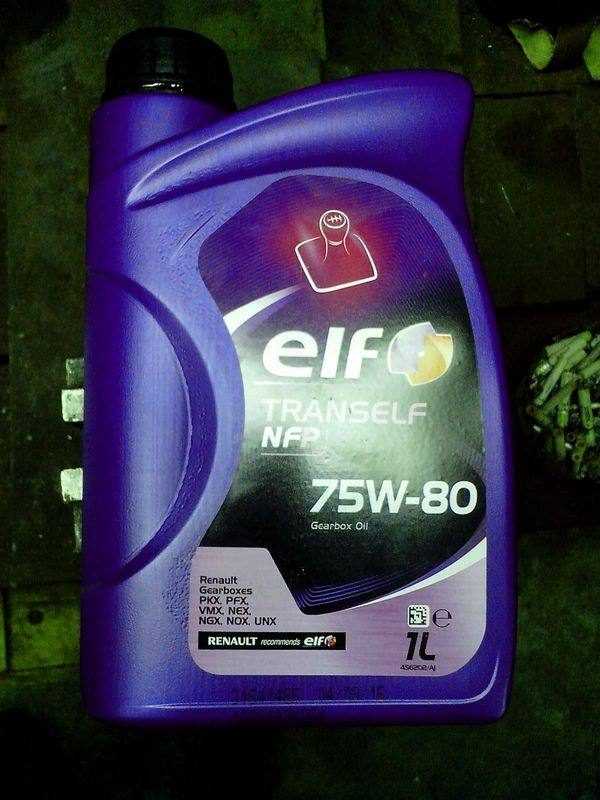 elf
TRANSELF
NFP
75W-80
Gearbox Oil
Renault
Gearboxes
PKX, PFX,
VMX, NEX,
NGX, NOX, UNX
RENAULT recommends elf
e
1L